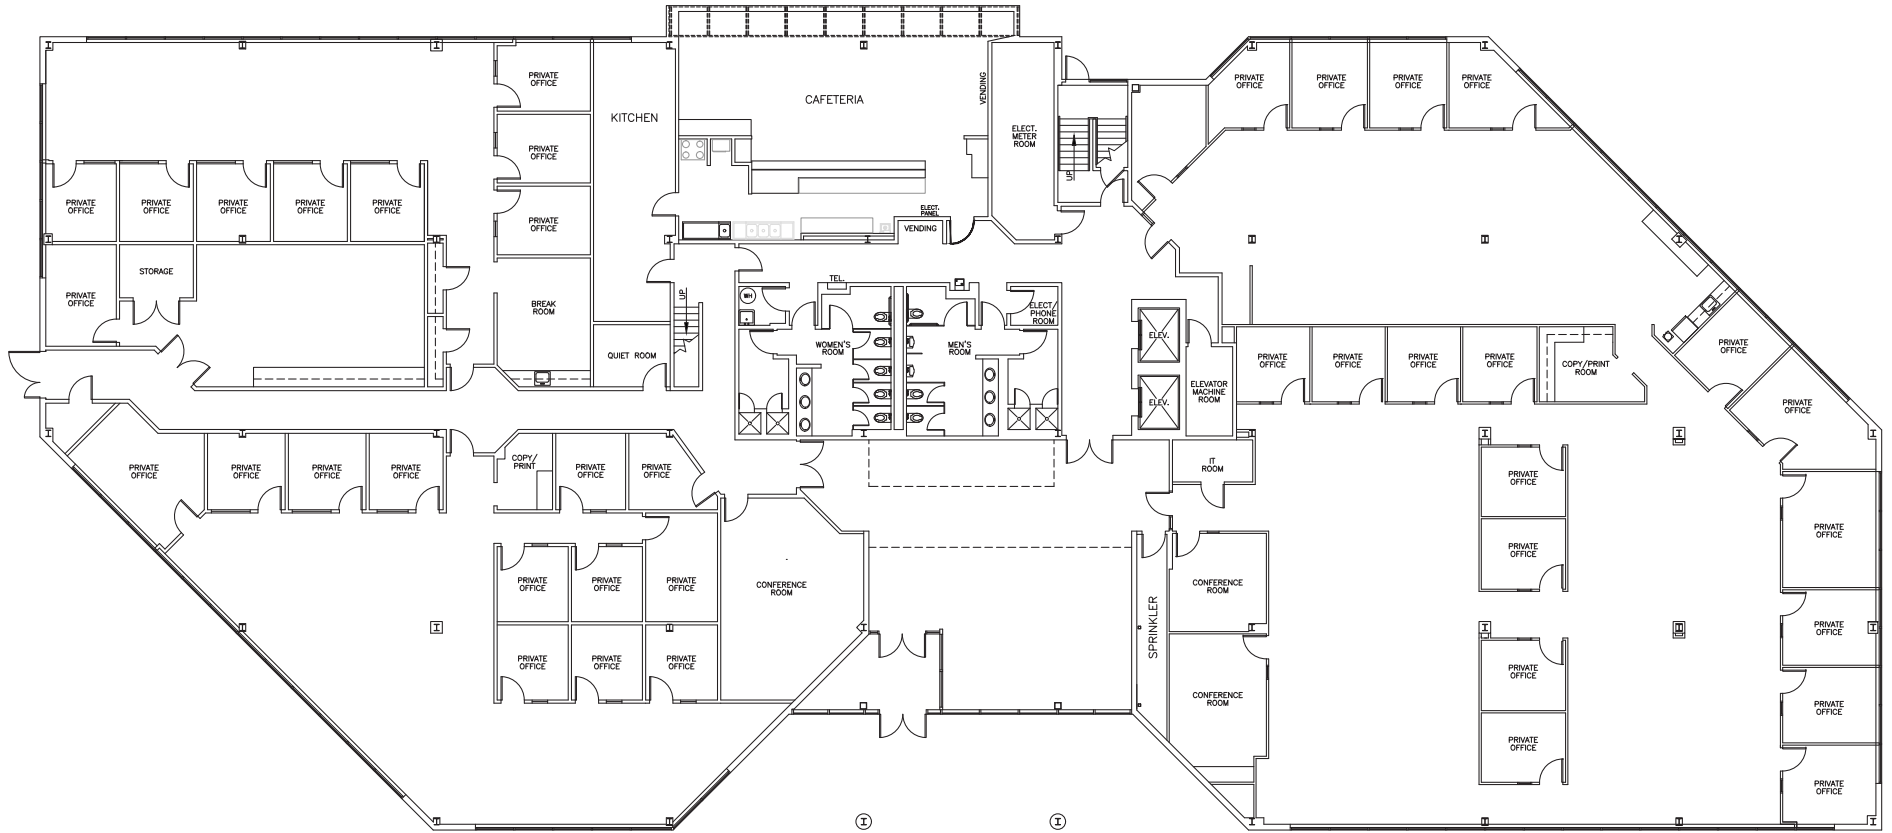 PRIVATE
OFFICE
KITCHEN
CAFETERIA
VENDING
ELECT.
METER
ROOM
UP
PRIVATE
OFFICE
PRIVATE
OFFICE
PRIVATE
OFFICE
PRIVATE
OFFICE
PRIVATE
OFFICE
PRIVATE
OFFICE
PRIVATE
OFFICE
PRIVATE
OFFICE
PRIVATE
OFFICE
PRIVATE
OFFICE
PRIVATE
OFFICE
ELECT.
PANEL
VENDING
STORAGE
PRIVATE
OFFICE
BREAK
ROOM
UP
TEL.
WH
ELECT/
PHONE
ROOM
QUIET ROOM
WOMEN'S
ROOM
MEN'S
ROOM
ELEV.
ELEV.
ELEVATOR
MACHINE
ROOM
PRIVATE
OFFICE
PRIVATE
OFFICE
PRIVATE
OFFICE
PRIVATE
OFFICE
COPY/PRINT
ROOM
PRIVATE
OFFICE
PRIVATE
OFFICE
PRIVATE
OFFICE
PRIVATE
OFFICE
PRIVATE
OFFICE
PRIVATE
OFFICE
COPY/
PRINT
PRIVATE
OFFICE
PRIVATE
OFFICE
IT
ROOM
PRIVATE
OFFICE
PRIVATE
OFFICE
PRIVATE
OFFICE
PRIVATE
OFFICE
PRIVATE
OFFICE
PRIVATE
OFFICE
CONFERENCE
ROOM
SPRINKLER
CONFERENCE
ROOM
PRIVATE
OFFICE
PRIVATE
OFFICE
PRIVATE
OFFICE
PRIVATE
OFFICE
CONFERENCE
ROOM
PRIVATE
OFFICE
PRIVATE
OFFICE
PRIVATE
OFFICE
PRIVATE
OFFICE